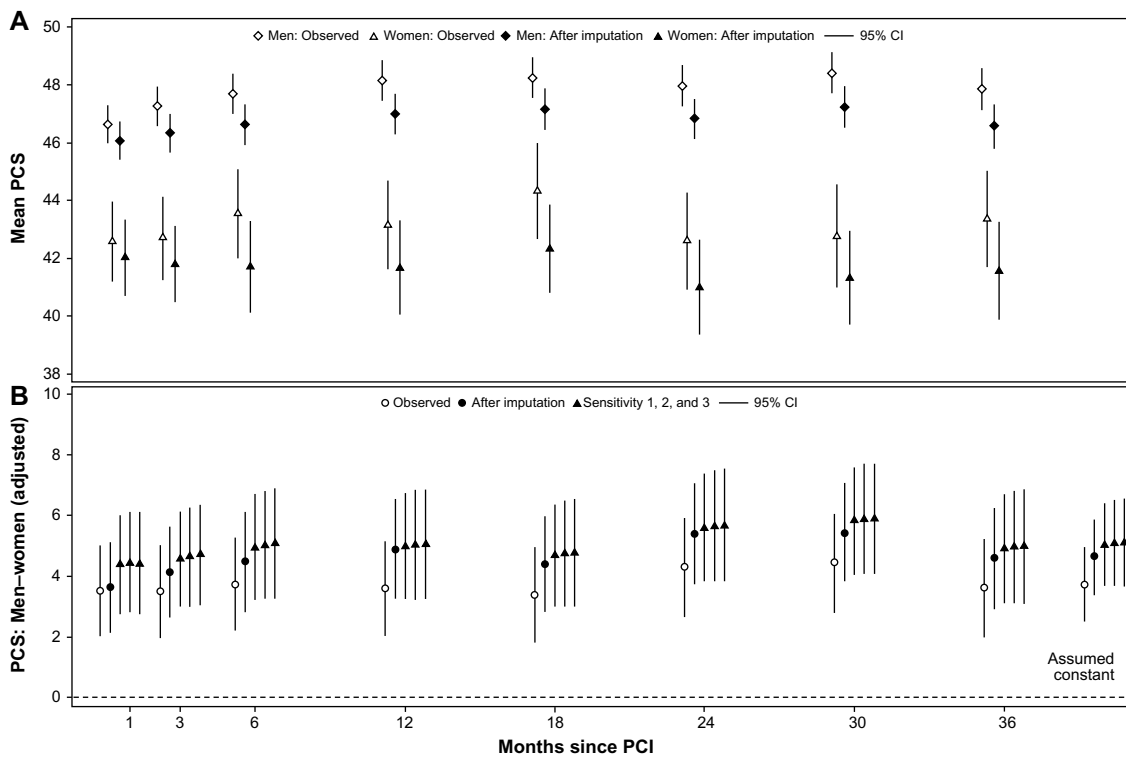 A
50
48
46
44
42
40
38
Mean PCS
Men: Observed Women: Observed Men: After imputation Women: After imputation 95% CI
B
10
8
6
4
2
0
PCS: Men–women (adjusted)
Observed After imputation Sensitivity 1, 2, and 3 95% CI
Assumed
constant
1 3 6 12 18 24 30 36
Months since PCI